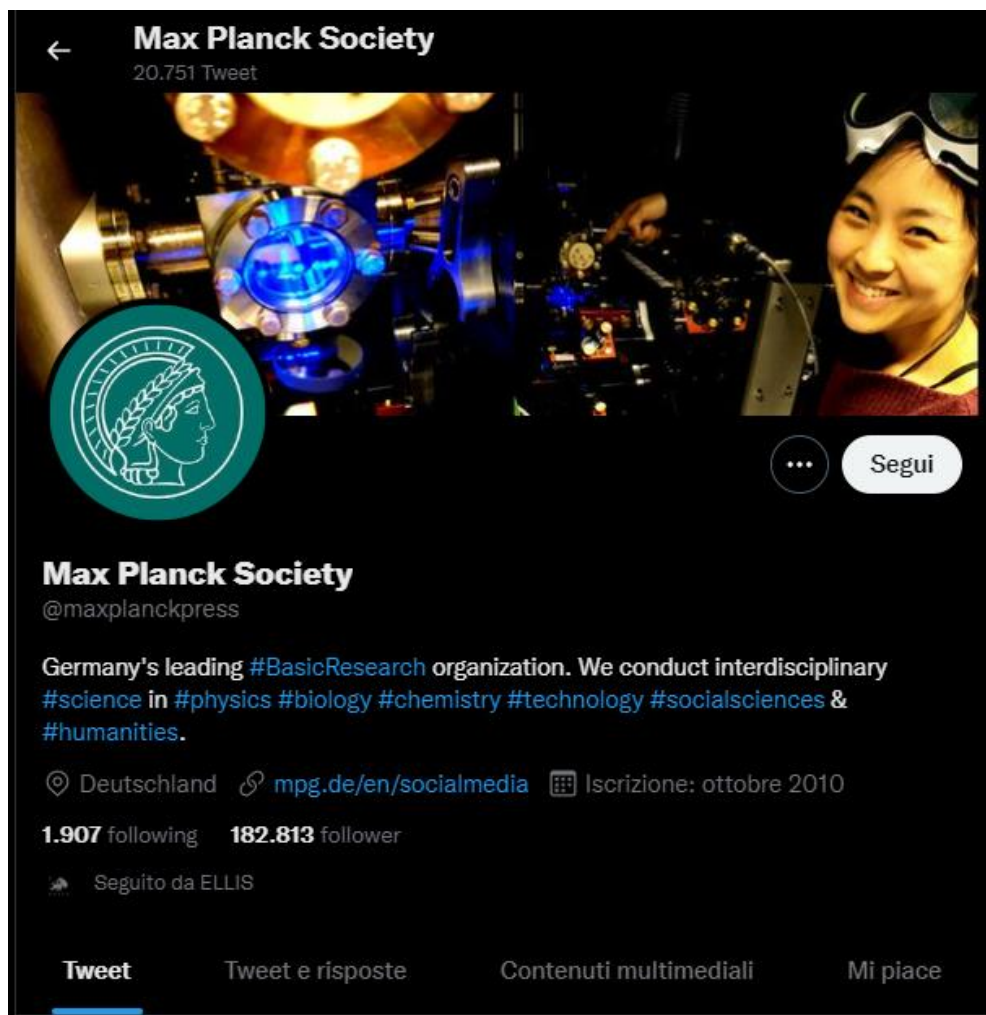 Max Planck Society
20.751 Tweet
Segui
Max Planck Society
@maxplanckpress
Germany's leading #BasicResearch organization. We conduct interdisciplinary
#science in #physics #biology #chemistry #technology #socialsciences &
#humanities.
Deutschland mpg.de/en/socialmedia Iscrizione: ottobre 2010
1.907 following 182.813 follower
Seguito da ELLIS
Tweet Tweet e risposte Contenuti multimediali Mi piace